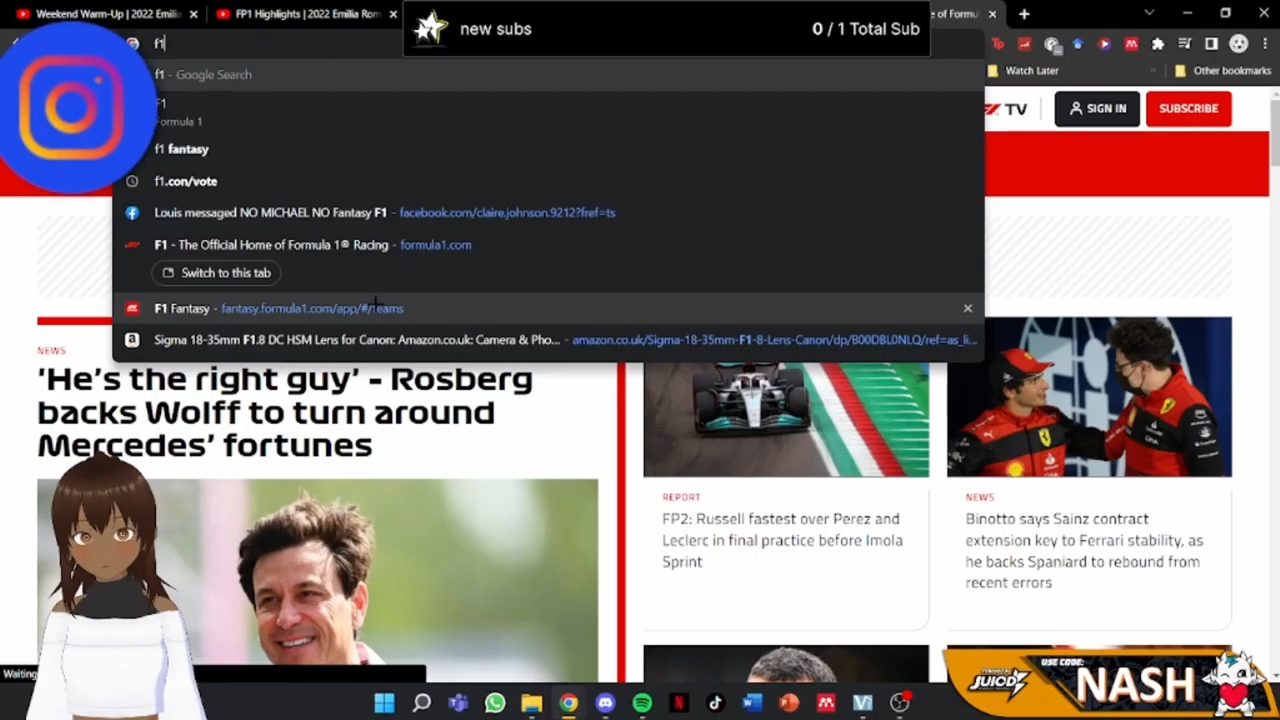 Weekend Warm-Up | 2022 Emili
FP1 Highlights | 2022 Emilia Rom
new subs
0 / 1 Total Sub
e of Formul
f1
f1 - Google Search
F1
Formula 1
f1 fantasy
f1.con/vote
Louis messaged NO MICHAEL NO Fantasy F1 - facebook.com/claire.johnson.9212?fref=ts
F1 - The Official Home of Formula 1® Racing - formula1.com
Switch to this tab
F1 Fantasy - fantasy.formula1.com/app/#/teams
Sigma 18-35mm F1.8 DC HSM Lens for Canon: Amazon.co.uk: Camera & Pho... - amazon.co.uk/Sigma-18-35mm-F1-8-Lens-Canon/dp/B00DBL0NLQ/ref=as_li...
Watch Later
Other bookmarks
TV
SIGN IN
SUBSCRIBE
NEWS
'He's the right guy' - Rosberg
backs Wolff to turn around
Mercedes' fortunes
REPORT
FP2: Russell fastest over Perez and
Leclerc in final practice before Imola
Sprint
NEWS
Binotto says Sainz contract
extension key to Ferrari stability, as
he backs Spaniard to rebound from
recent errors
Waiting
JUICD
USE CODE:
NASH